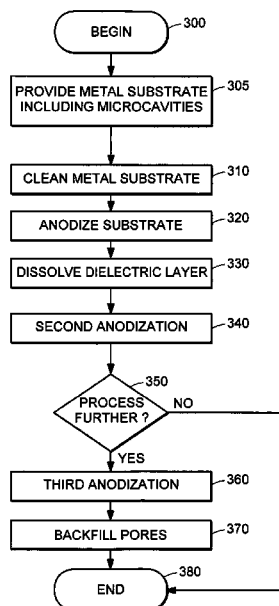 BEGIN
300
PROVIDE METAL SUBSTRATE
INCLUDING MICROCAVITIES
305
CLEAN METAL SUBSTRATE
310
ANODIZE SUBSTRATE
320
DISSOLVE DIELECTRIC LAYER
330
SECOND ANODIZATION
340
350
PROCESS
FURTHER ?
NO
YES
THIRD ANODIZATION
360
BACKFILL PORES
370
END
380